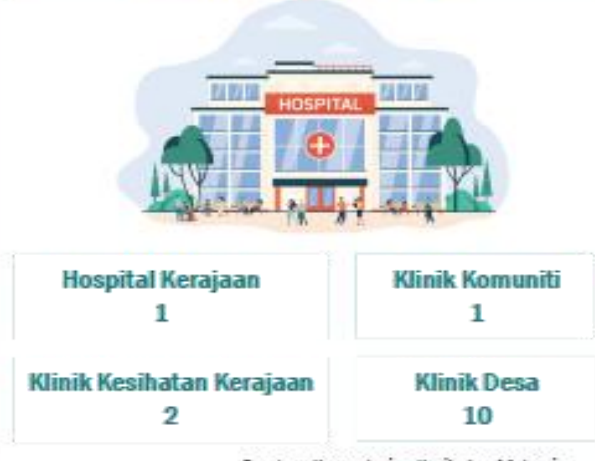 HOSPITAL
Hospital Kerajaan
1
Klinik Komuniti
1
Klinik Kesihatan Kerajaan
2
Klinik Desa
10